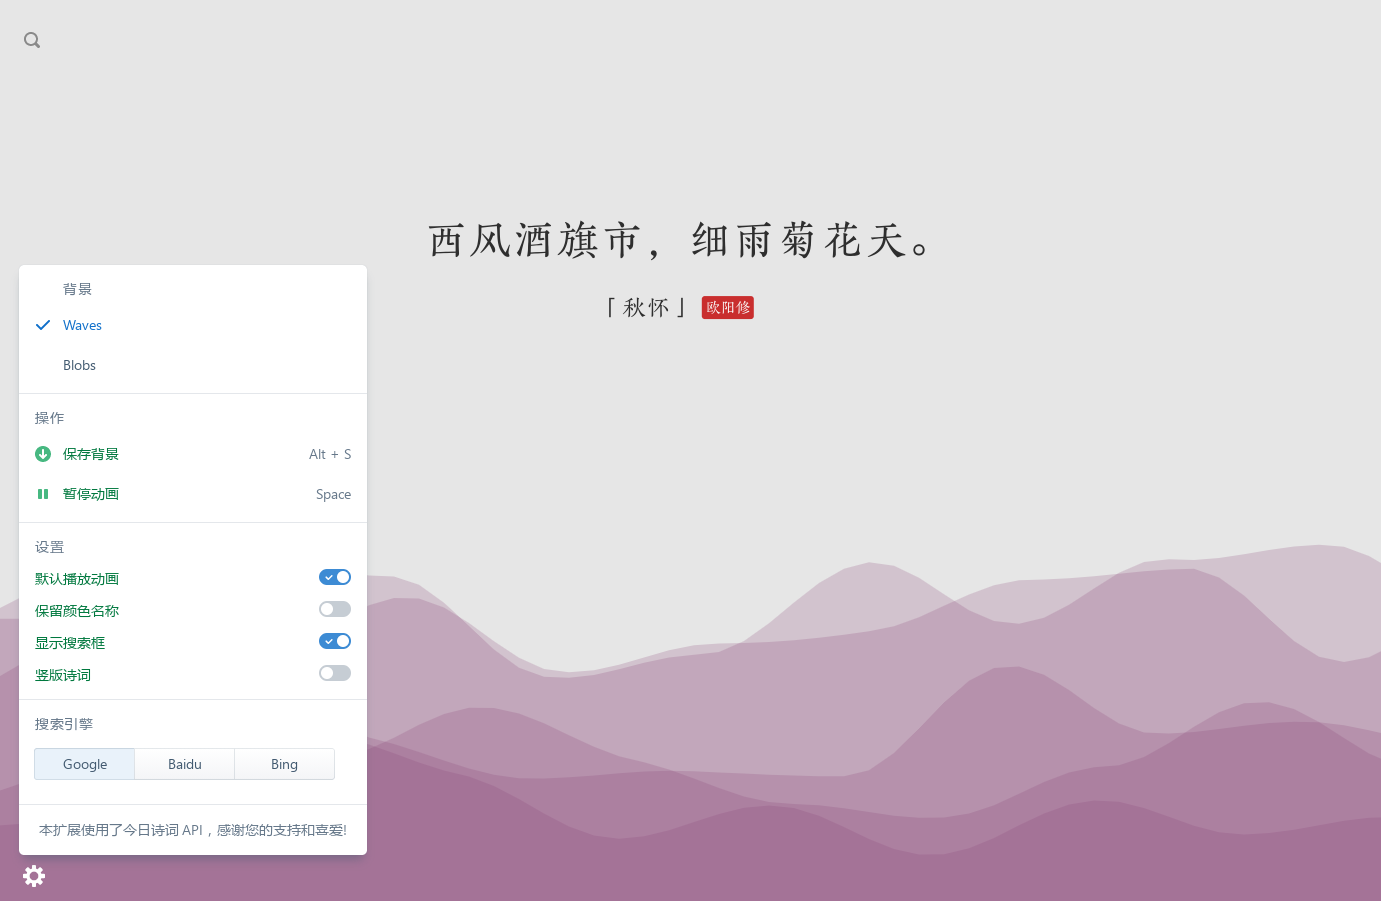 西风酒旗市，细雨菊花天。
「秋怀」 欧阳修
背景
Waves
Blobs
操作
保存背景 Alt + S
暂停动画 Space
设置
默认播放动画
保留颜色名称
显示搜索框
竖版诗词
搜索引擎
Google Baidu Bing
本扩展使用了今日诗词 API，感谢您的支持和喜爱!